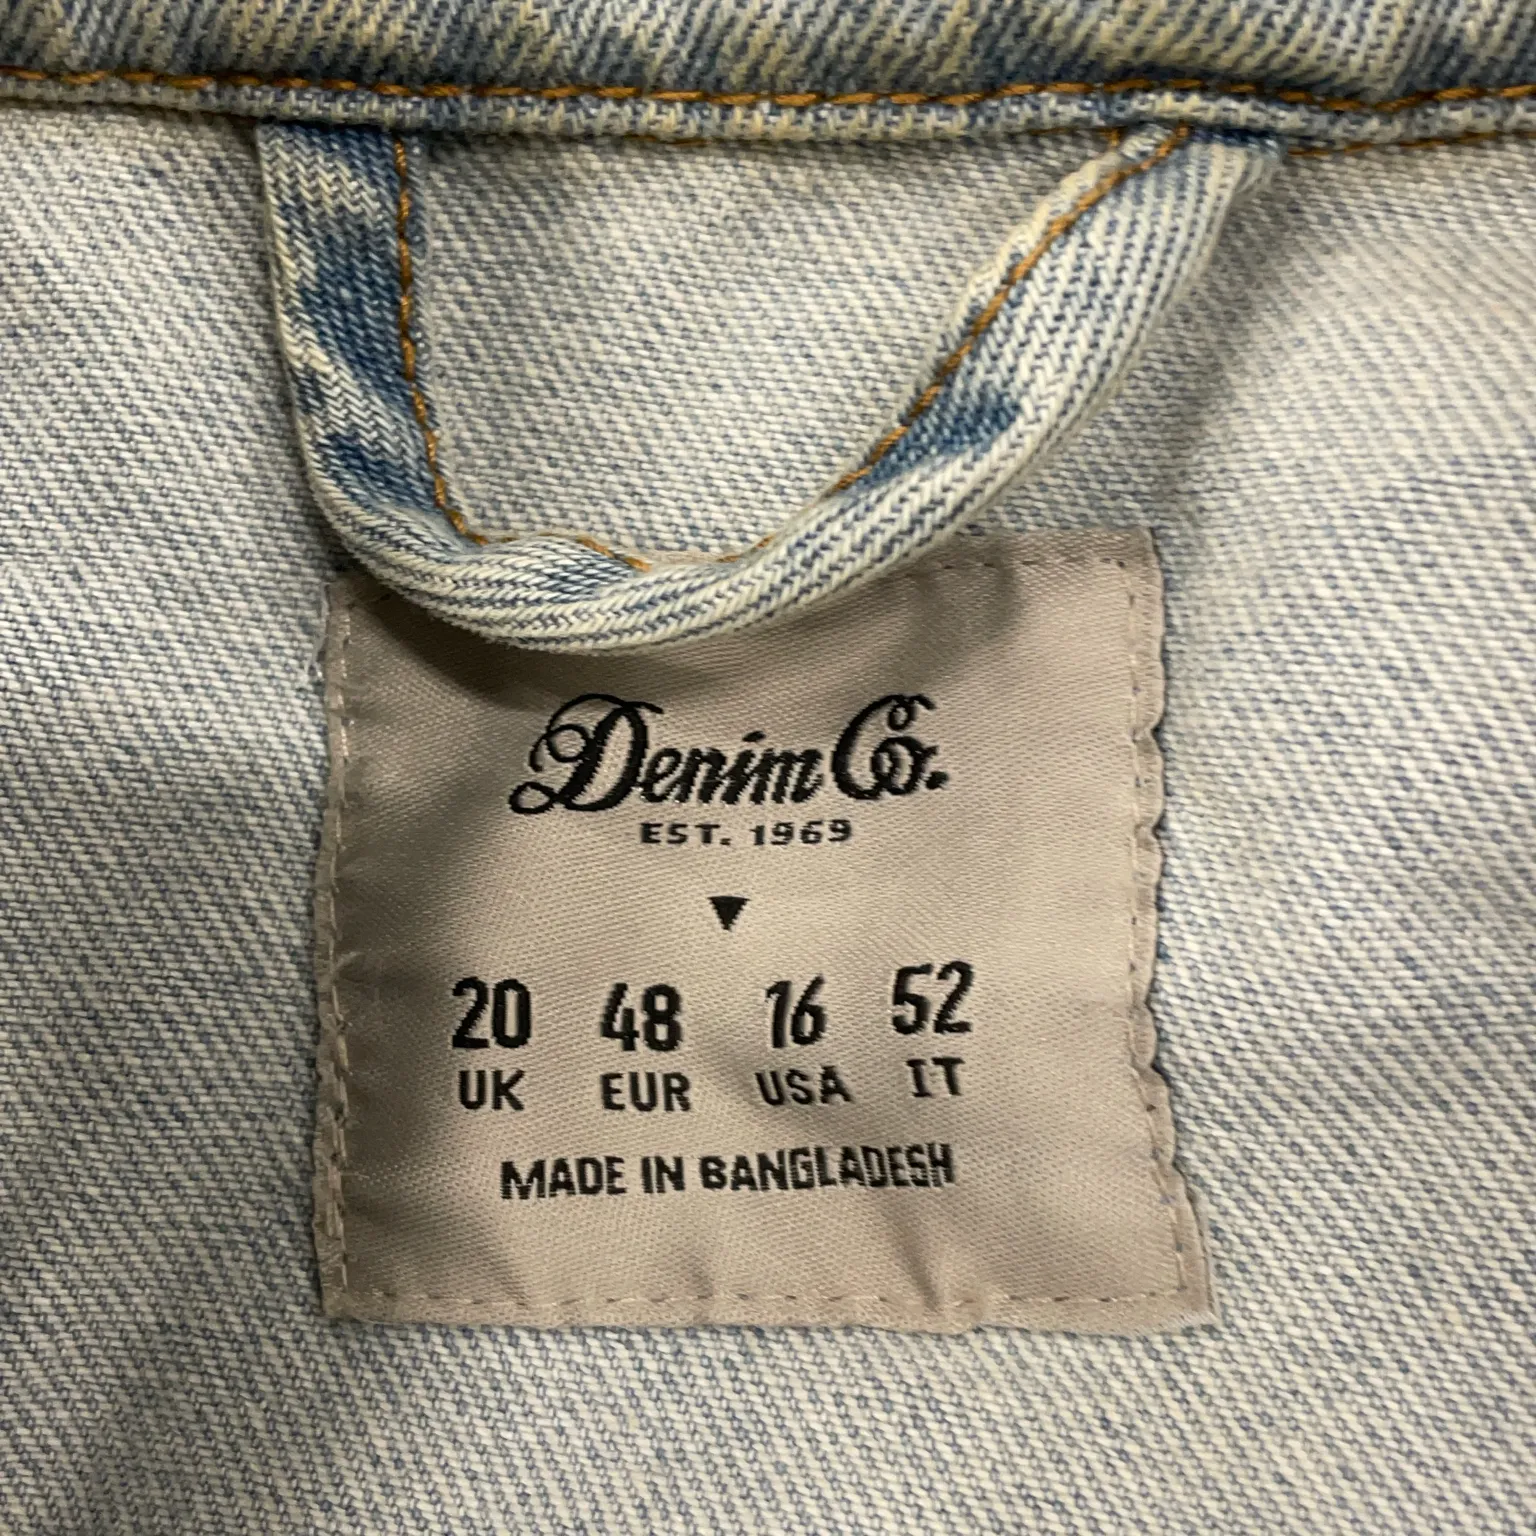 Denim Co.
EST. 1969
20 48 16 52
UK EUR USA IT
MADE IN BANGLADESH